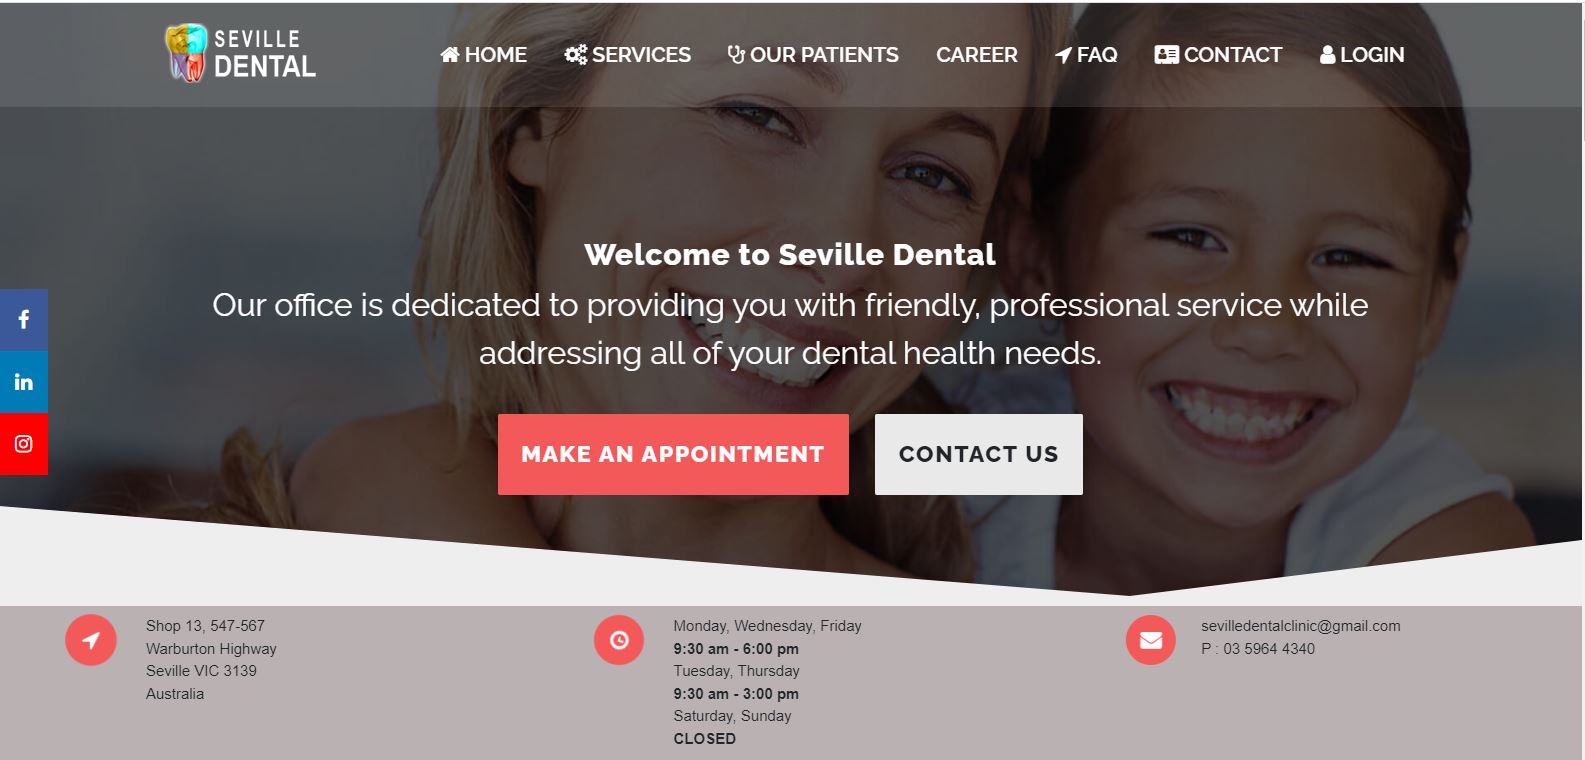 SEVILLE
DENTAL
HOME SERVICES OUR PATIENTS CAREER FAQ CONTACT LOGIN
Welcome to Seville Dental
Our office is dedicated to providing you with friendly, professional service while
addressing all of your dental health needs.
MAKE AN APPOINTMENT CONTACT US
Shop 13, 547-567
Warburton Highway
Seville VIC 3139
Australia
Monday, Wednesday, Friday
9:30 am - 6:00 pm
Tuesday, Thursday
9:30 am - 3:00 pm
Saturday, Sunday
CLOSED
sevilledentalclinic@gmail.com
P : 03 5964 4340